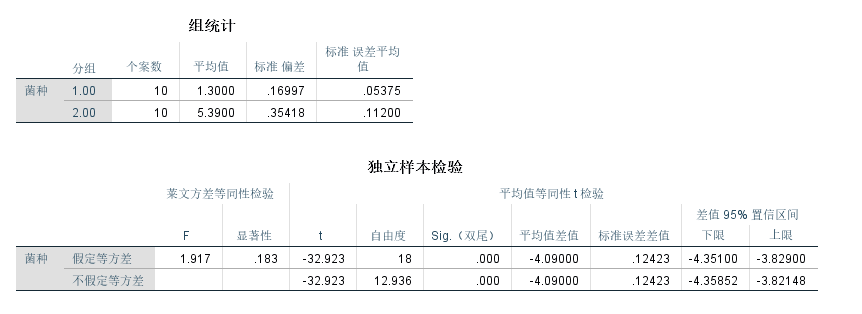 组统计
分组 个案数 平均值 标准 偏差 标准 误差平均值
菌种 1.00 10 1.3000 .16997 .05375
2.00 10 5.3900 .35418 .11200
独立样本检验
莱文方差等同性检验 平均值等同性 t 检验
差值 95% 置信区间
F 显著性 t 自由度 Sig.（双尾） 平均值差值 标准误差差值 下限 上限
菌种 假定等方差 1.917 .183 -32.923 18 .000 -4.09000 .12423 -4.35100 -3.82900
不假定等方差 -32.923 12.936 .000 -4.09000 .12423 -4.35852 -3.82148